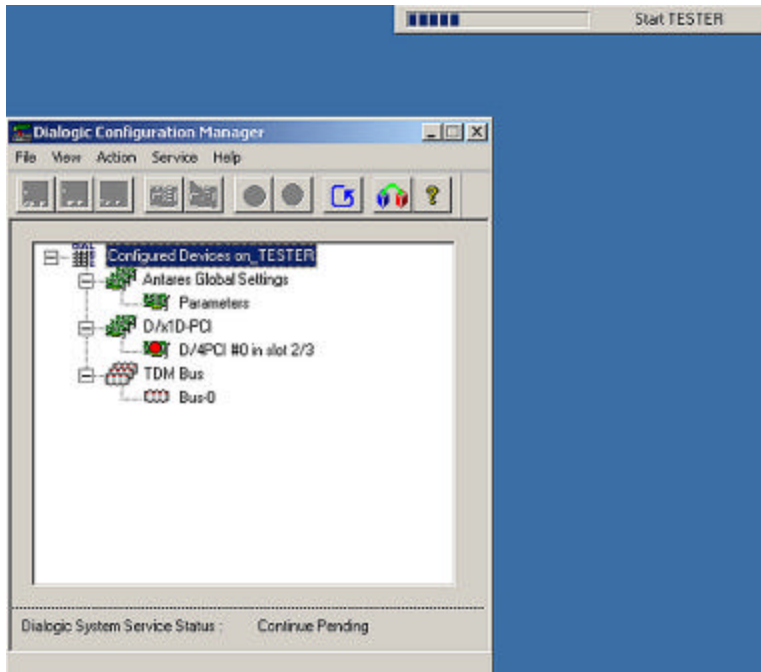 Start TESTER
Dialogic Configuration Manager
File View Action Service Help
Configured Devices on_TESTER
Antares Global Settings
Parameters
D/x1D-PCI
D/4PCI #0 in slot 2/3
TDM Bus
Bus-0
Dialogic System Service Status : Continue Pending